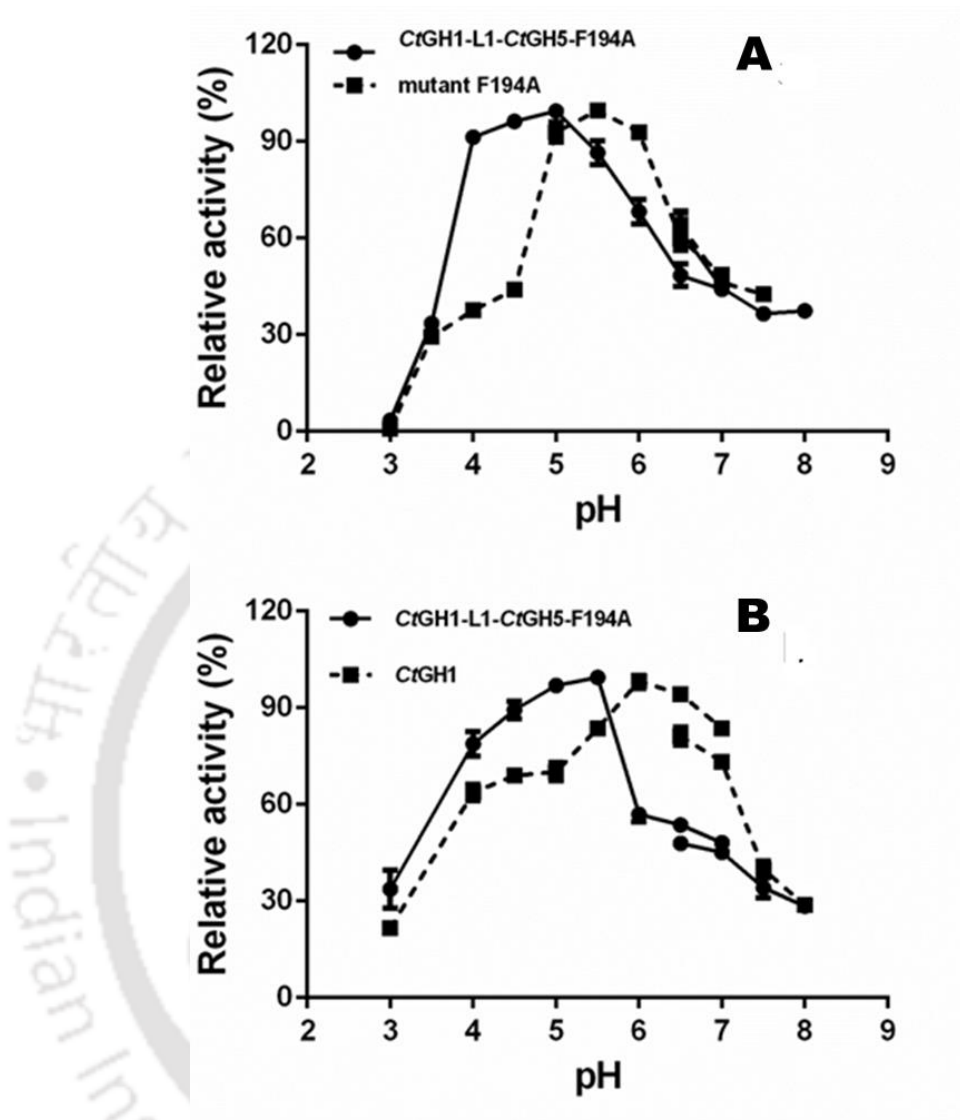 A
CtGH1-L1-CtGH5-F194A
mutant F194A
Relative activity (%)
120
90
60
30
0
2 3 4 5 6 7 8 9
pH
B
CtGH1-L1-CtGH5-F194A
CtGH1
Relative activity (%)
120
90
60
30
0
2 3 4 5 6 7 8 9
pH
Indian